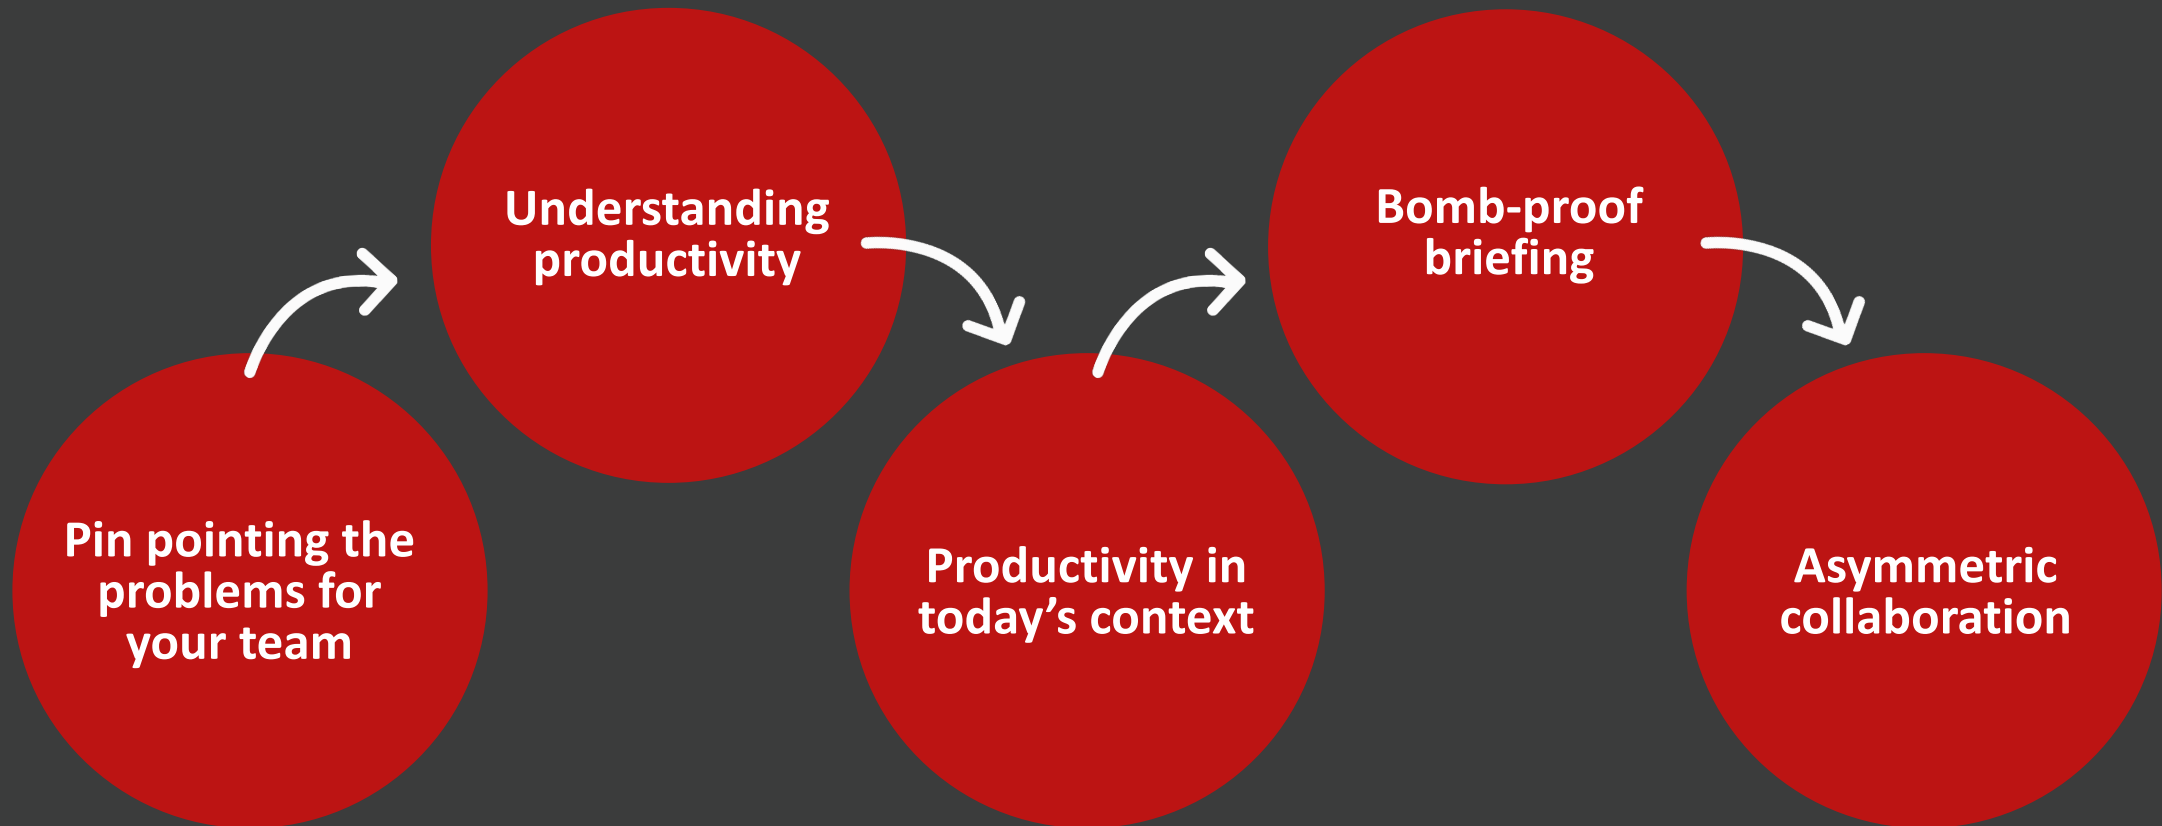 Pin pointing the
problems for
your team
Understanding
productivity
Productivity in
today’s context
Bomb-proof
briefing
Asymmetric
collaboration